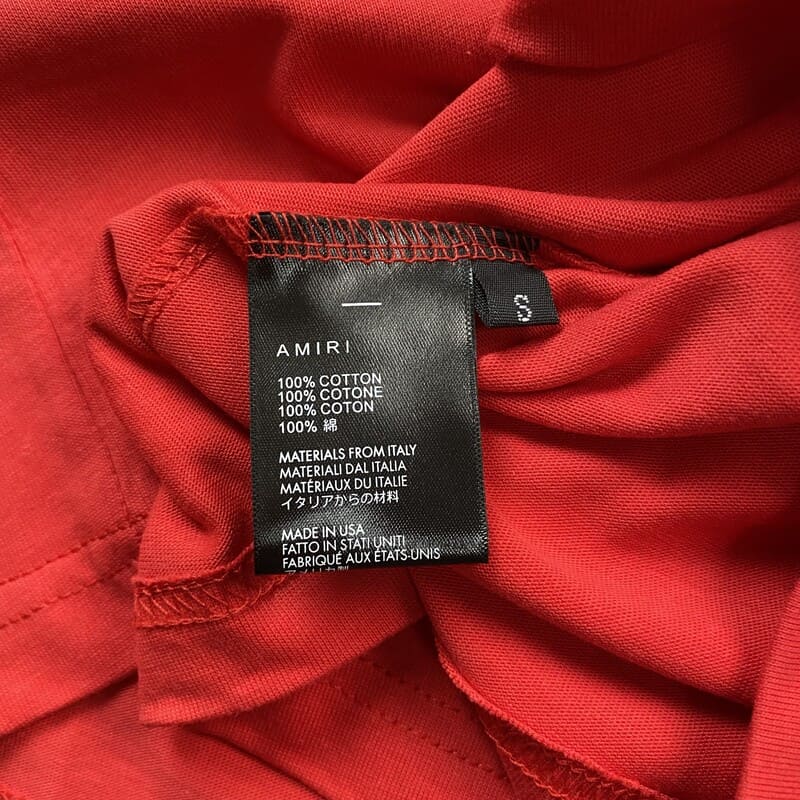 AMIRI
S
100% COTTON
100% COTONE
100% COTON
100% 綿
MATERIALS FROM ITALY
MATERIALI DAL ITALIA
MATÉRIAUX DU ITALIE
イタリアからの材料
MADE IN USA
FATTO IN STATI UNITI
FABRIQUÉ AUX ÉTATS-UNIS